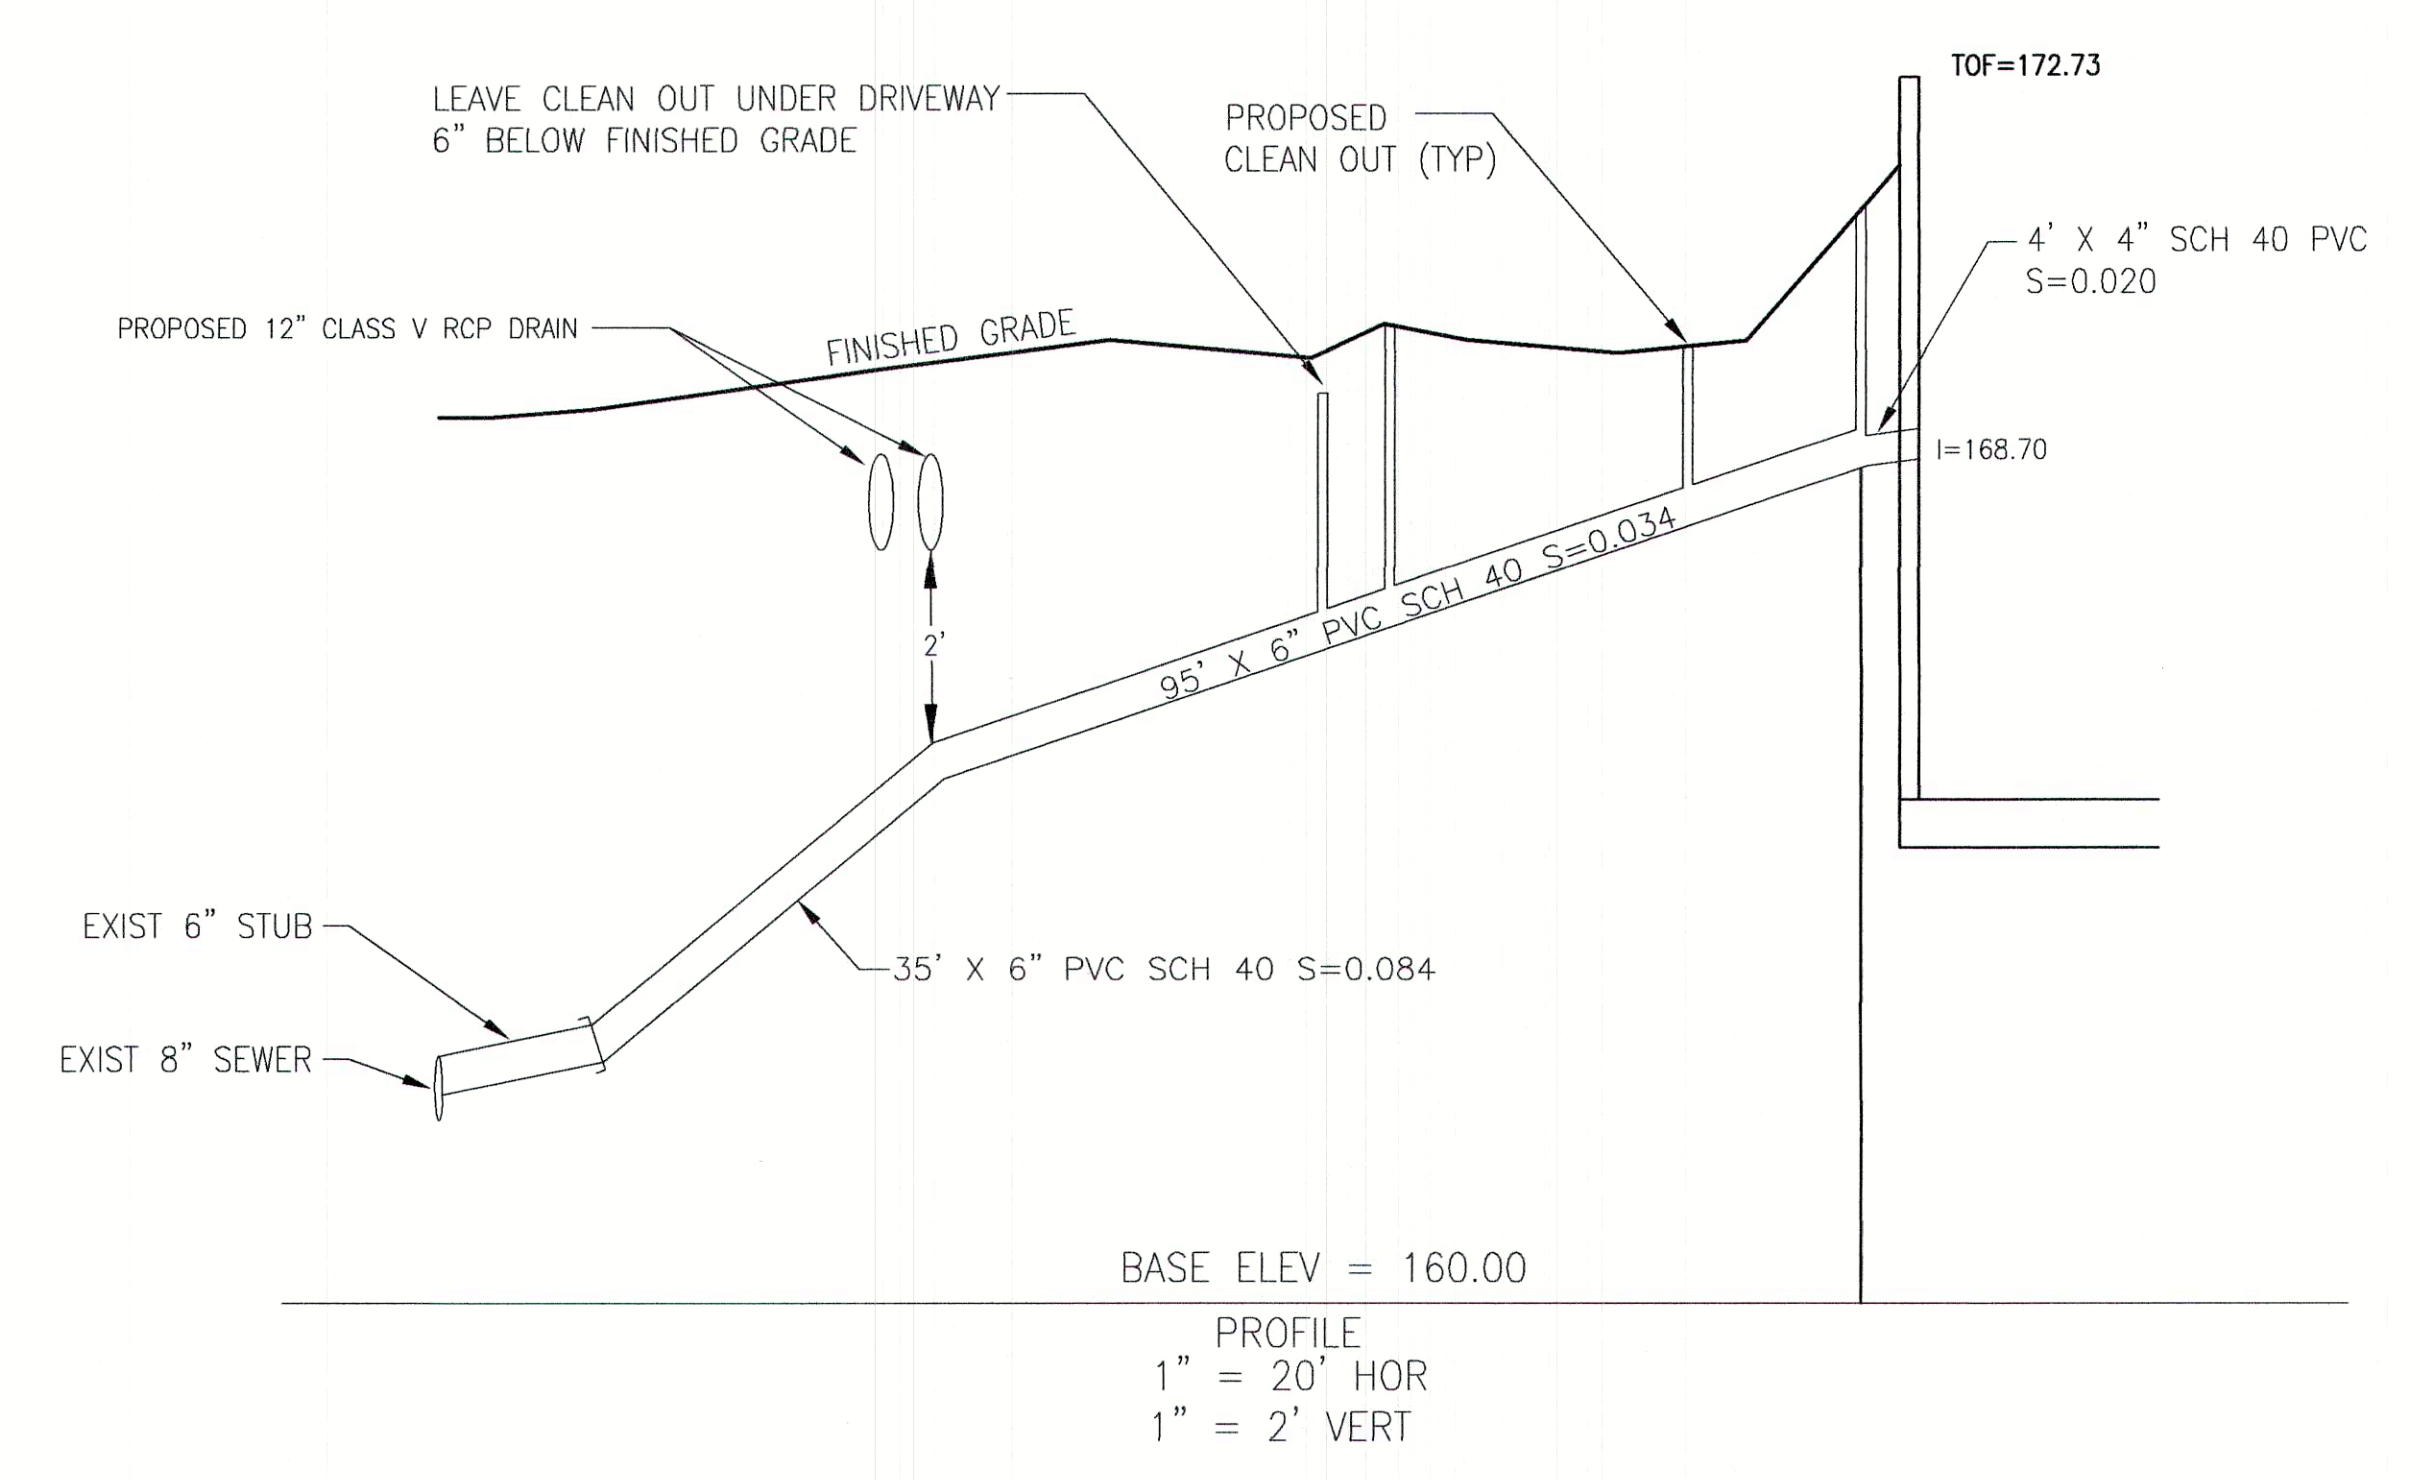 TOF=172.73
LEAVE CLEAN OUT UNDER DRIVEWAY
6" BELOW FINISHED GRADE
PROPOSED
CLEAN OUT (TYP)
4' X 4" SCH 40 PVC
S=0.020
PROPOSED 12" CLASS V RCP DRAIN
FINISHED GRADE
I=168.70
2'
95' X 6" PVC SCH 40 S=0.034
EXIST 6" STUB
35' X 6" PVC SCH 40 S=0.084
EXIST 8" SEWER
BASE ELEV = 160.00
PROFILE
1" = 20' HOR
1" = 2' VERT